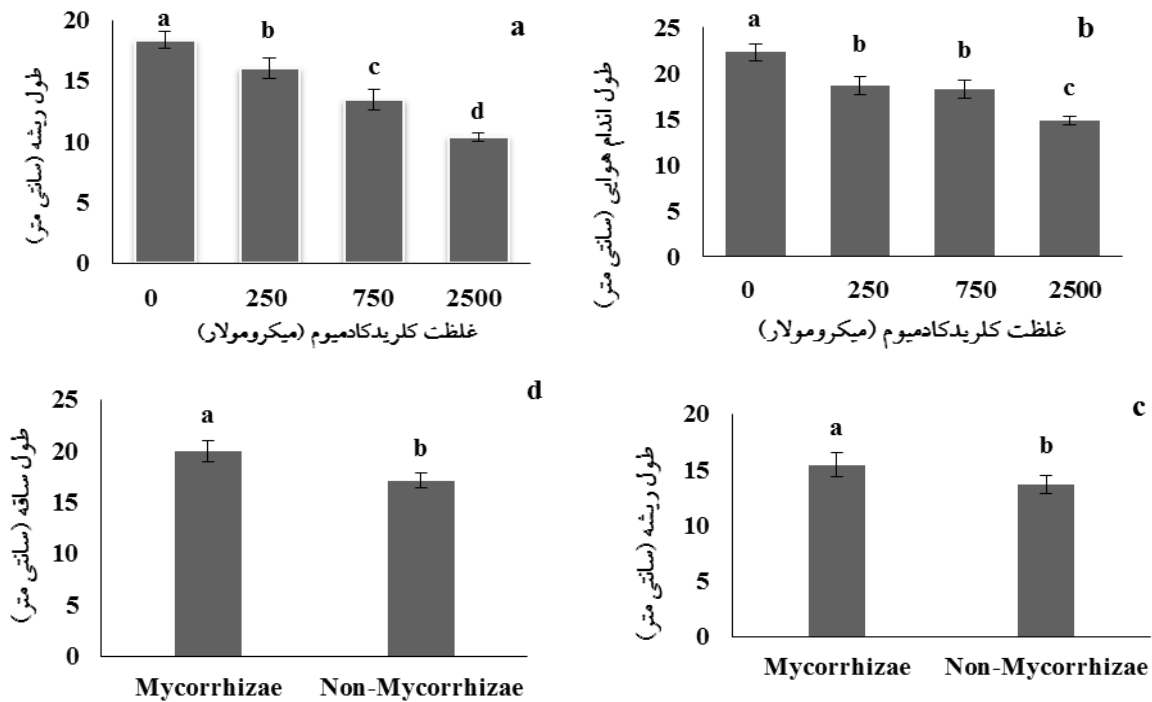 a
طول ریشه (سانتی متر)
20
15
10
5
0
a
b
c
d
0 250 750 2500
غلظت کلریدکادمیوم (میکرومولار)
b
طول اندام هوایی (سانتی متر)
25
20
15
10
5
0
a
b
b
c
0 250 750 2500
غلظت کلریدکادمیوم (میکرومولار)
d
طول ساقه (سانتی متر)
25
20
15
10
5
0
a
b
Mycorrhizae Non-Mycorrhizae
c
طول ریشه (سانتی متر)
20
15
10
5
0
a
b
Mycorrhizae Non-Mycorrhizae